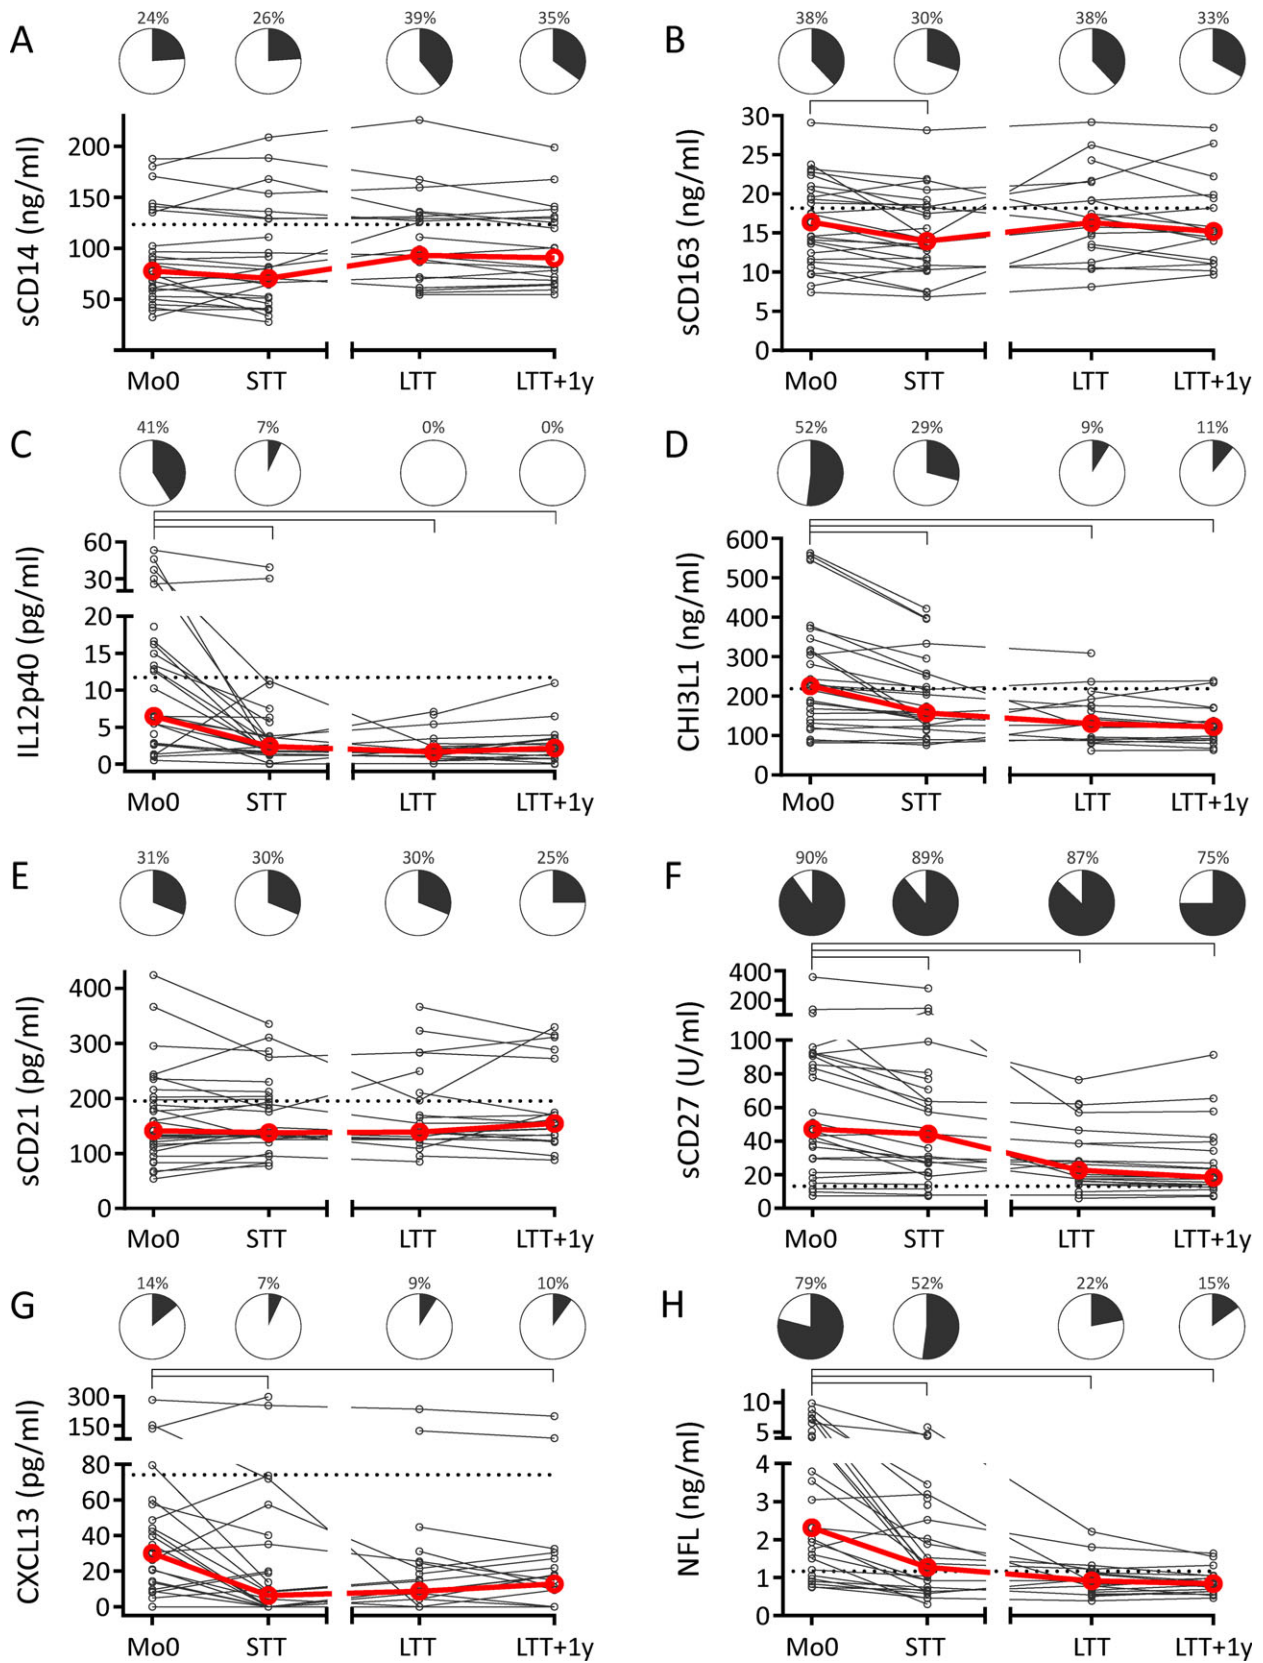 A
24% 26% 39% 35%
sCD14 (ng/ml)
200
150
100
50
Mo0 STT LTT LTT+1y
B
38% 30% 38% 33%
sCD163 (ng/ml)
30
25
20
15
10
5
0
Mo0 STT LTT LTT+1y
C
41% 7% 0% 0%
IL12p40 (pg/ml)
60
30
20
15
10
5
0
Mo0 STT LTT LTT+1y
D
52% 29% 9% 11%
CHI3L1 (ng/ml)
600
500
400
300
200
100
0
Mo0 STT LTT LTT+1y
E
31% 30% 30% 25%
sCD21 (pg/ml)
400
300
200
100
0
Mo0 STT LTT LTT+1y
F
90% 89% 87% 75%
sCD27 (U/ml)
400
200
100
80
60
40
20
0
Mo0 STT LTT LTT+1y
G
14% 7% 9% 10%
CXCL13 (pg/ml)
300
150
80
60
40
20
0
Mo0 STT LTT LTT+1y
H
79% 52% 22% 15%
NFL (ng/ml)
10
5
4
3
2
1
0
Mo0 STT LTT LTT+1y